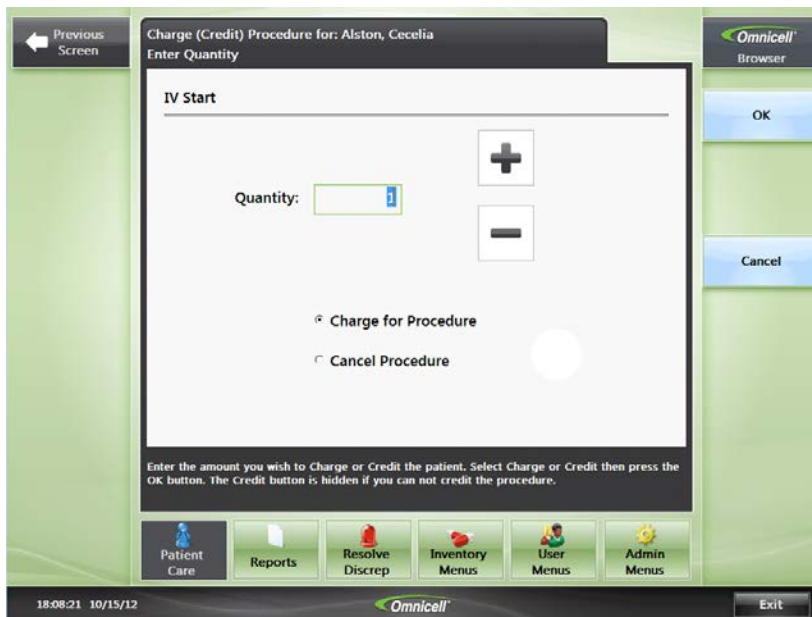 Previous
Screen
Charge (Credit) Procedure for: Alston, Cecelia
Enter Quantity
Omnicell
Browser
IV Start
OK
Quantity: 1
Cancel
Charge for Procedure
Cancel Procedure
Enter the amount you wish to Charge or Credit the patient. Select Charge or Credit then press the
OK button. The Credit button is hidden if you can not credit the procedure.
Patient
Care
Reports
Resolve
Discrep
Inventory
Menus
User
Menus
Admin
Menus
18:08:21 10/15/12
Omnicell
Exit